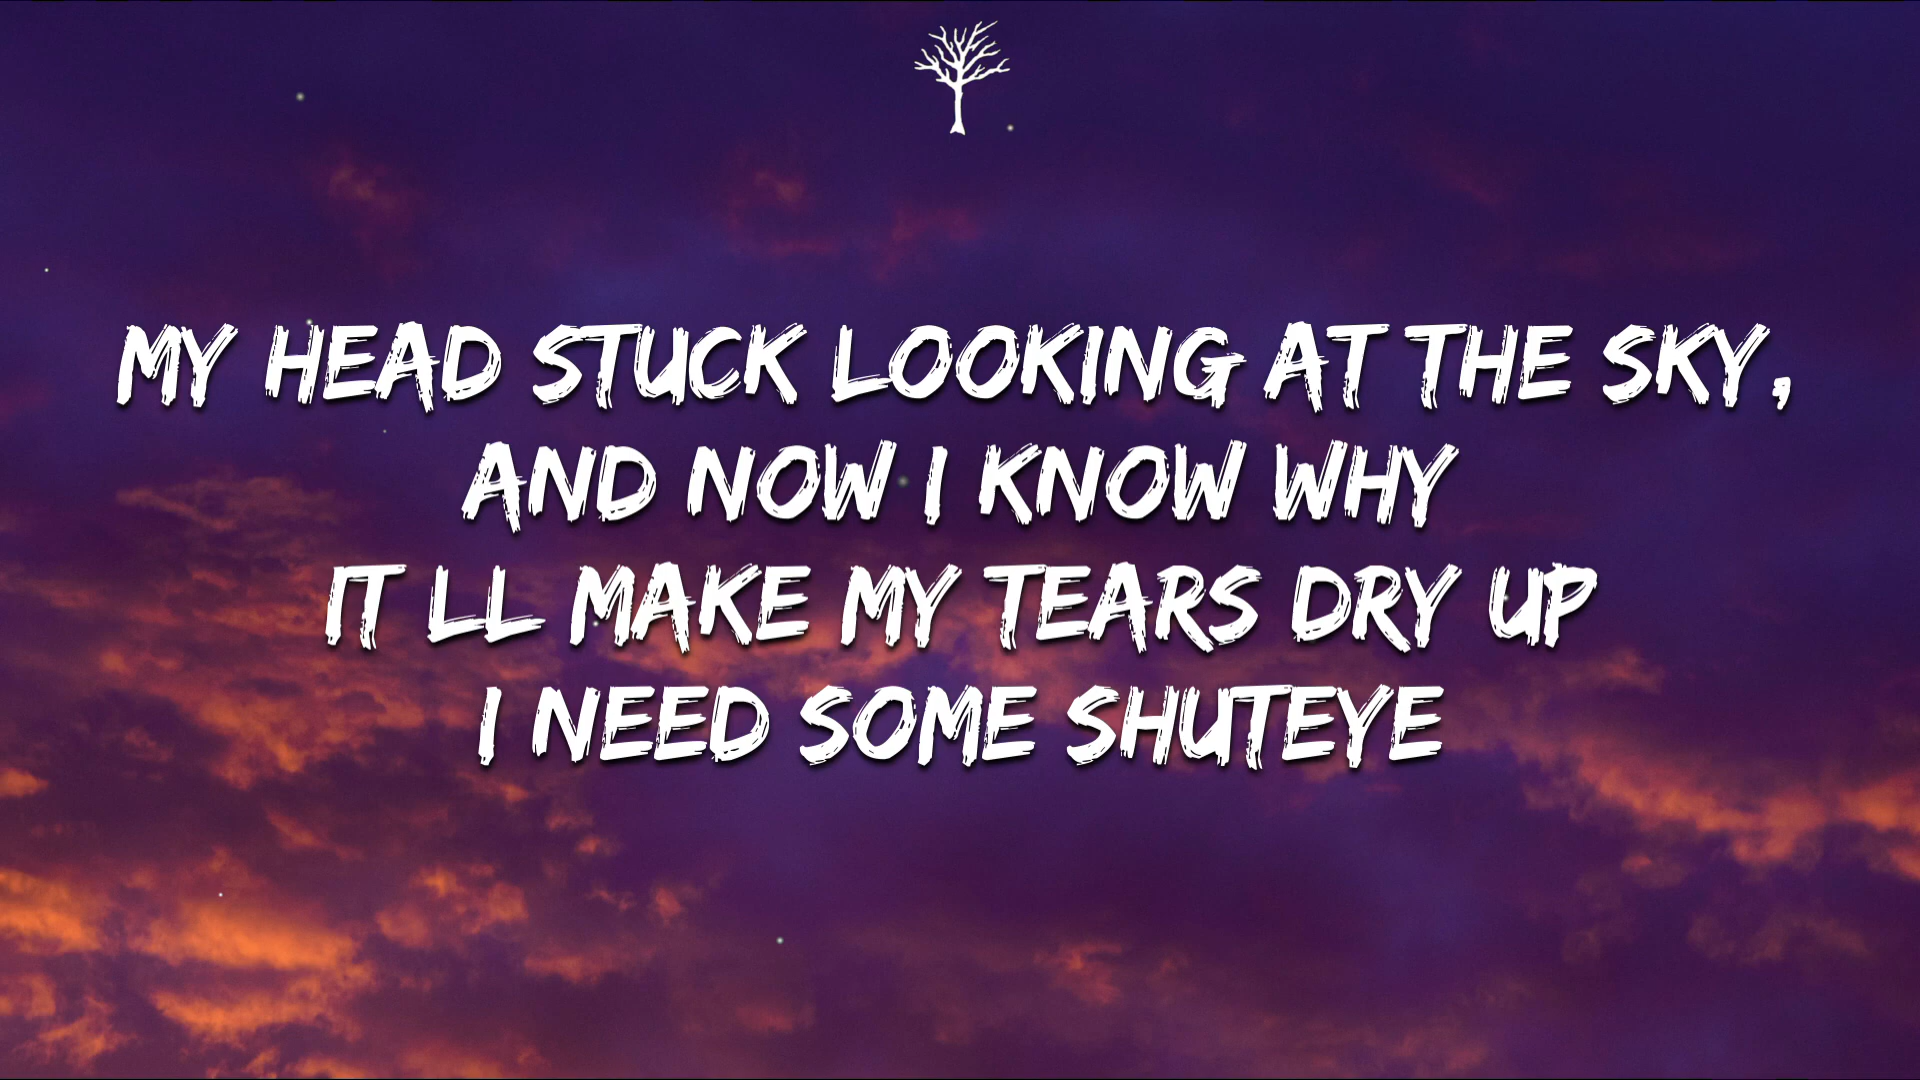 MY HEAD STUCK LOOKING AT THE SKY,
AND NOW I KNOW WHY
IT LL MAKE MY TEARS DRY UP
I NEED SOME SHUTEYE